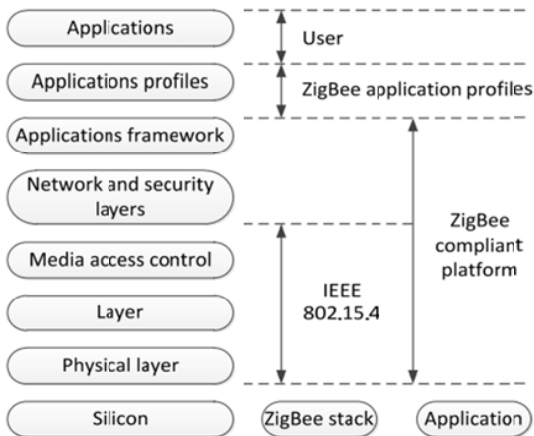 Applications
User
Applications profiles
ZigBee application profiles
Applications framework
Network and security
layers
ZigBee
compliant
platform
Media access control
IEEE
802.15.4
Layer
Physical layer
Silicon
ZigBee stack
Application